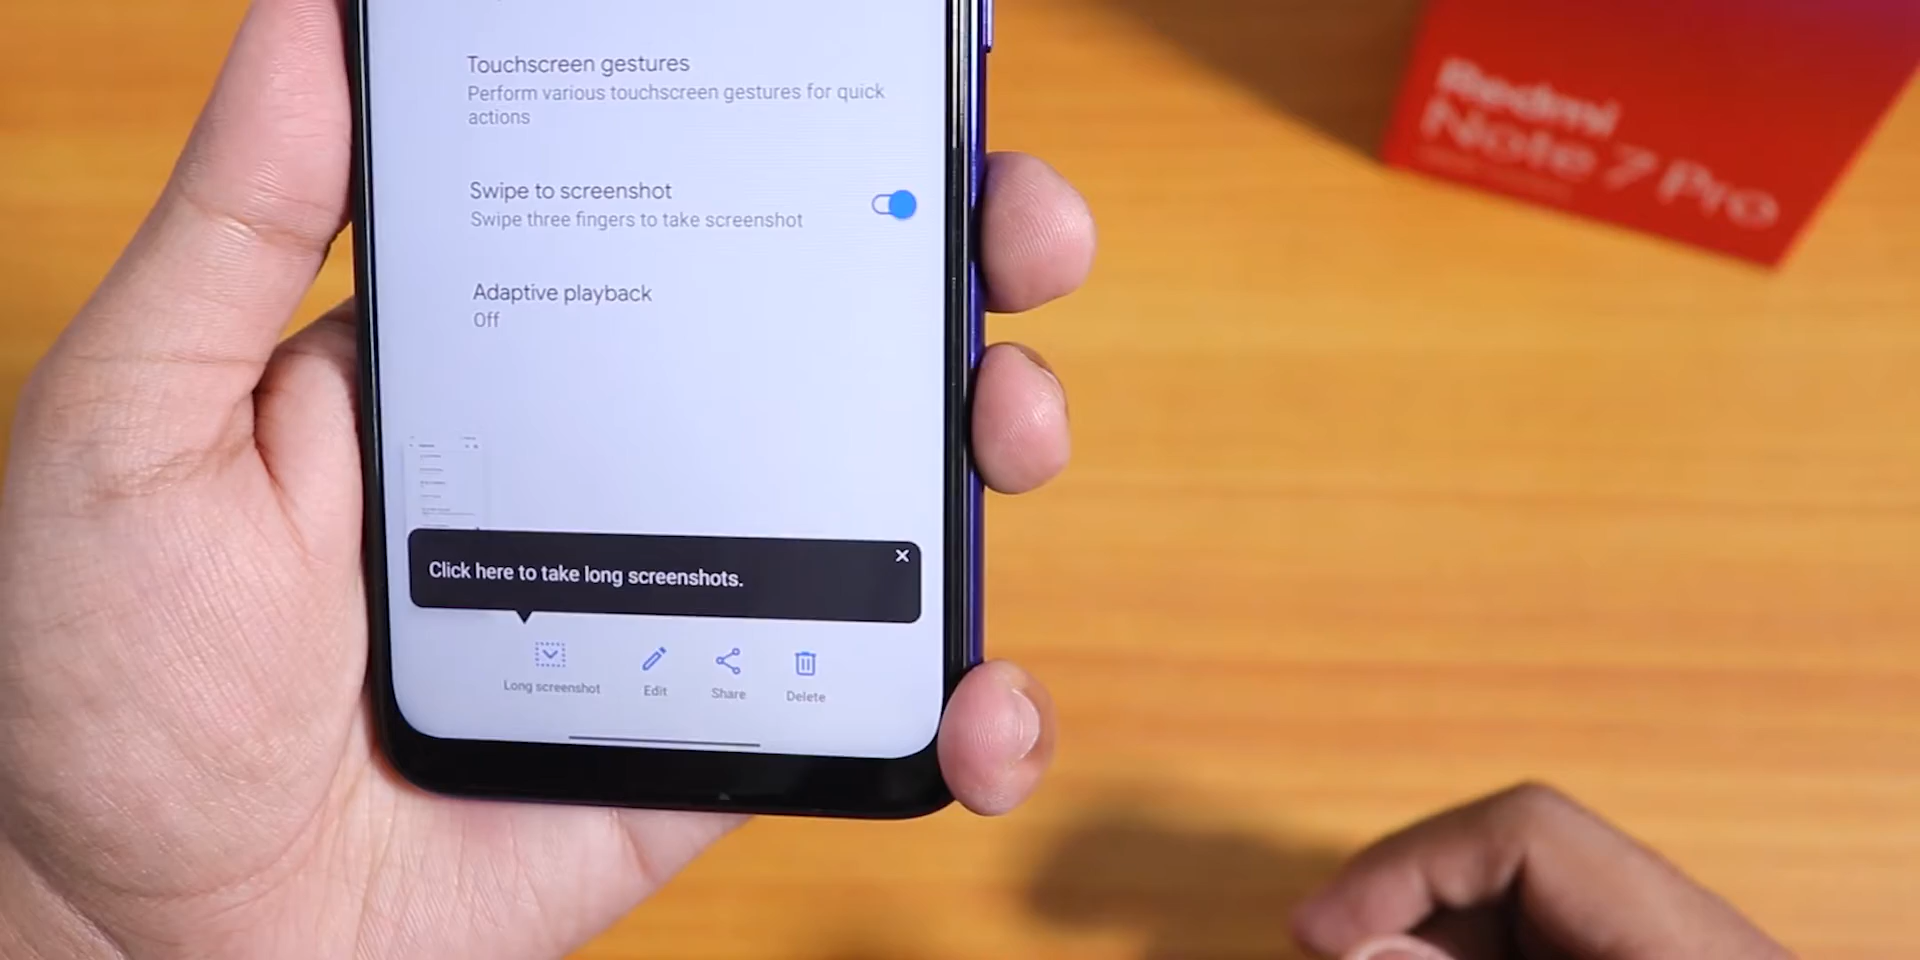 Touchscreen gestures
Perform various touchscreen gestures for quick
actions
Swipe to screenshot
Swipe three fingers to take screenshot
Adaptive playback
Off
Click here to take long screenshots.
Long screenshot
Edit
Share
Delete
Redmi
Note 7 Pro